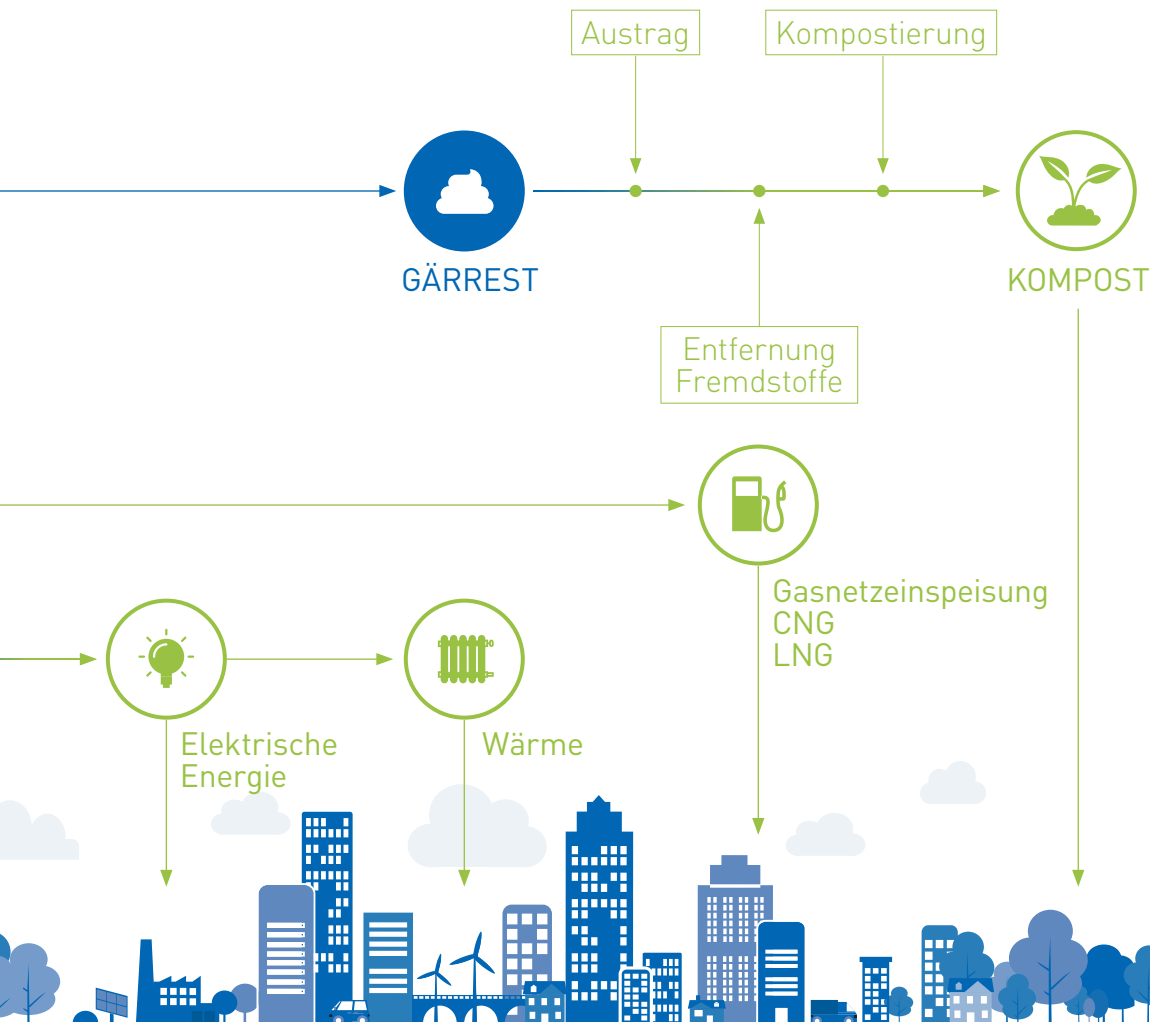 Austrag
Kompostierung
GÄRREST
KOMPOST
Entfernung
Fremdstoffe
Gasnetzeinspeisung
CNG
LNG
Elektrische
Energie
Wärme